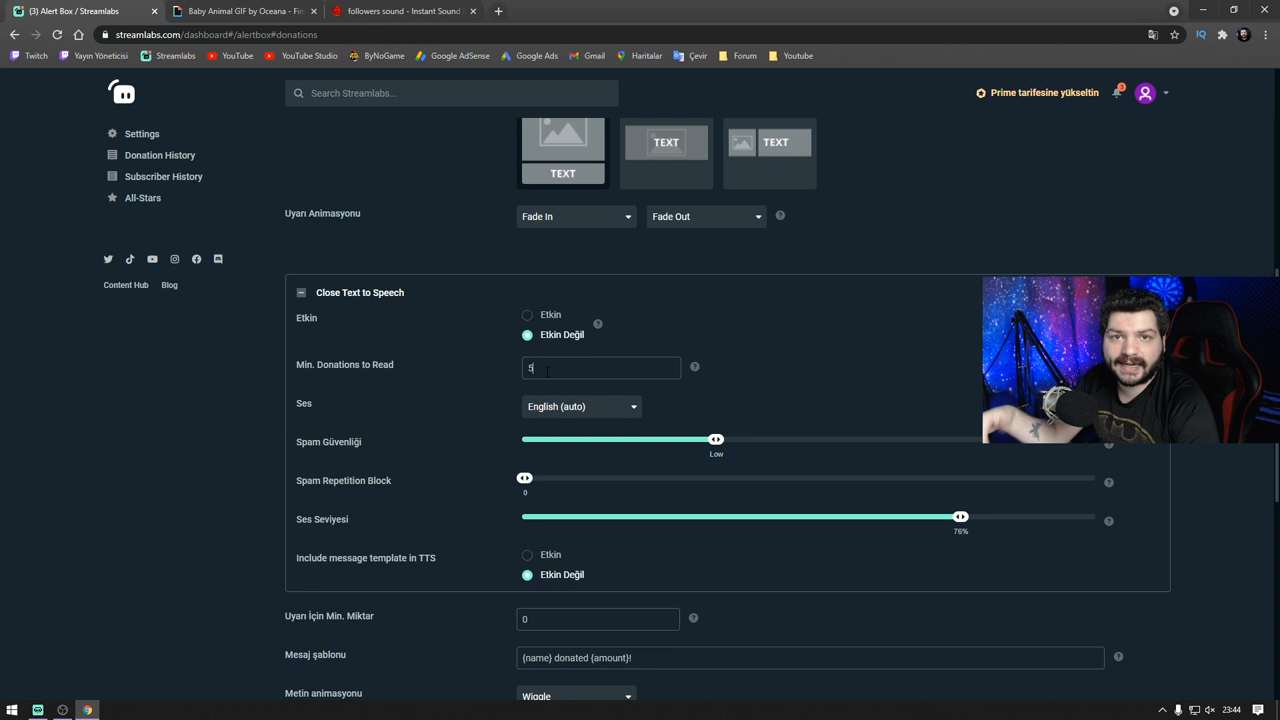 (3) Alert Box / Streamlabs
Baby Animal GIF by Oceana - Fin
followers sound - Instant Sound
streamlabs.com/dashboard#/alertbox#donations
Twitch
Yayın Yöneticisi
Streamlabs
YouTube
YouTube Studio
ByNoGame
Google AdSense
Google Ads
Gmail
Haritalar
Çevir
Forum
Youtube
Search Streamlabs...
Prime tarifesine yükseltin
3
Settings
Donation History
Subscriber History
All-Stars
Content Hub
Blog
TEXT
TEXT
TEXT
Uyarı Animasyonu
Fade In
Fade Out
Close Text to Speech
Etkin
Etkin
Etkin Değil
Min. Donations to Read
5
Ses
English (auto)
Spam Güvenliği
Low
Spam Repetition Block
0
Ses Seviyesi
76%
Include message template in TTS
Etkin
Etkin Değil
Uyarı İçin Min. Miktar
0
Mesaj şablonu
{name} donated {amount}!
Metin animasyonu
Wiggle
23:44